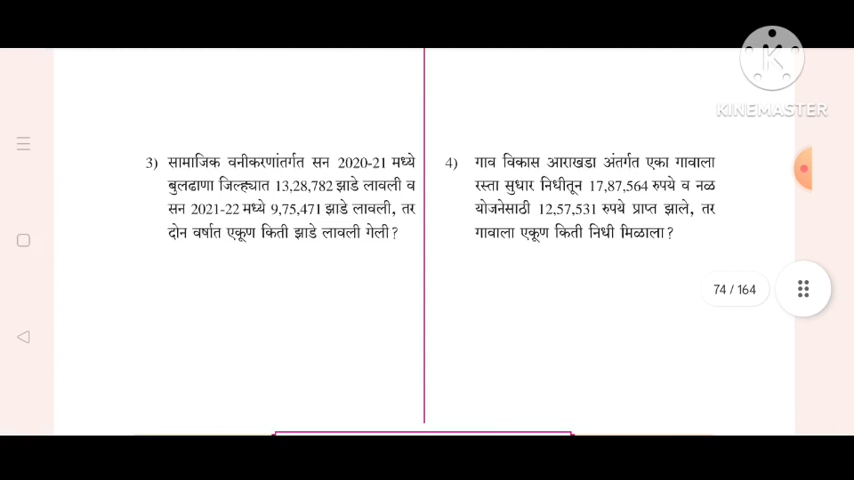 KINEMASTER
3) सामाजिक वनीकरणांतर्गत सन 2020-21 मध्ये
बुलढाणा जिल्ह्यात 13,28,782 झाडे लावली व
सन 2021-22 मध्ये 9,75,471 झाडे लावली, तर
दोन वर्षात एकूण किती झाडे लावली गेली?
4) गाव विकास आराखडा अंतर्गत एका गावाला
रस्ता सुधार निधीतून 17,87,564 रुपये व नळ
योजनेसाठी 12,57,531 रुपये प्राप्त झाले, तर
गावाला एकूण किती निधी मिळाला?
74 / 164